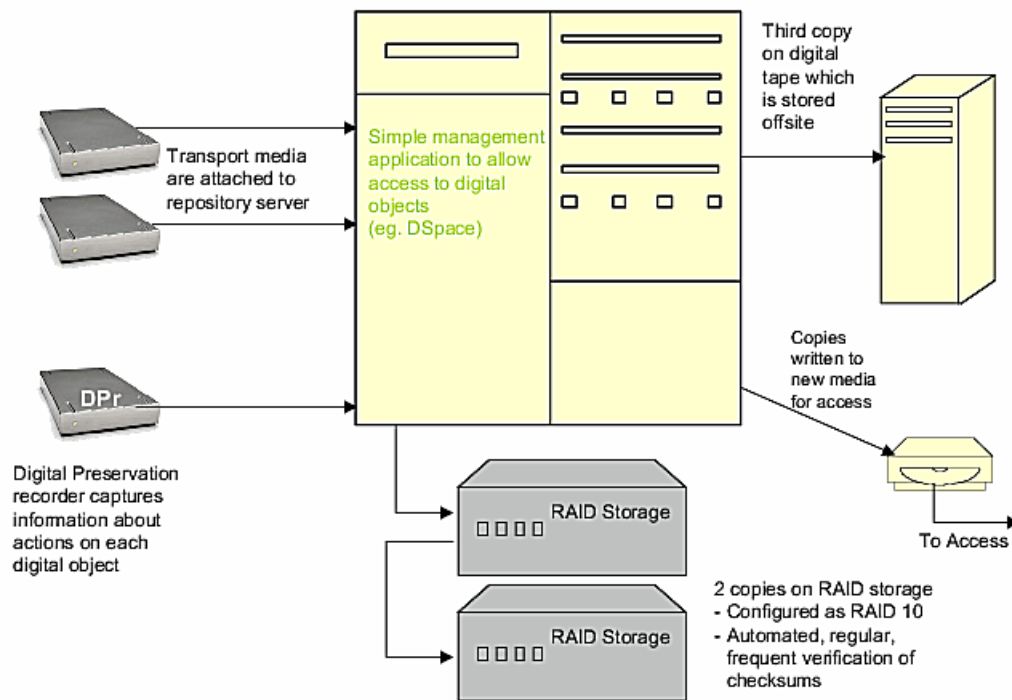 Third copy
on digital
tape which
is stored
offsite
Transport media
are attached to
repository server
Simple management
application to allow
access to digital
objects
(eg. DSpace)
Copies
written to
new media
for access
DPr
Digital Preservation
recorder captures
information about
actions on each
digital object
RAID Storage
To Access
RAID Storage
2 copies on RAID storage
- Configured as RAID 10
- Automated, regular,
frequent verification of
checksums